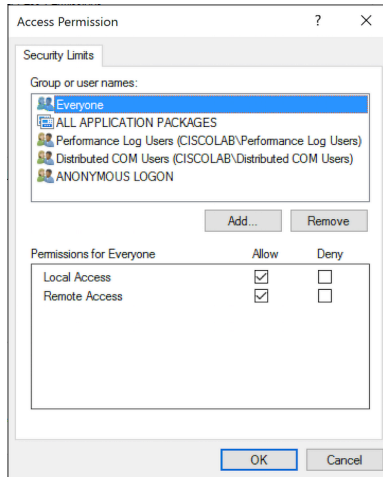 Access Permission ? X
Security Limits
Group or user names:
Everyone
ALL APPLICATION PACKAGES
Performance Log Users (CISCOLAB\Performance Log Users)
Distributed COM Users (CISCOLAB\Distributed COM Users)
ANONYMOUS LOGON
Add... Remove
Permissions for Everyone Allow Deny
Local Access
Remote Access
OK Cancel